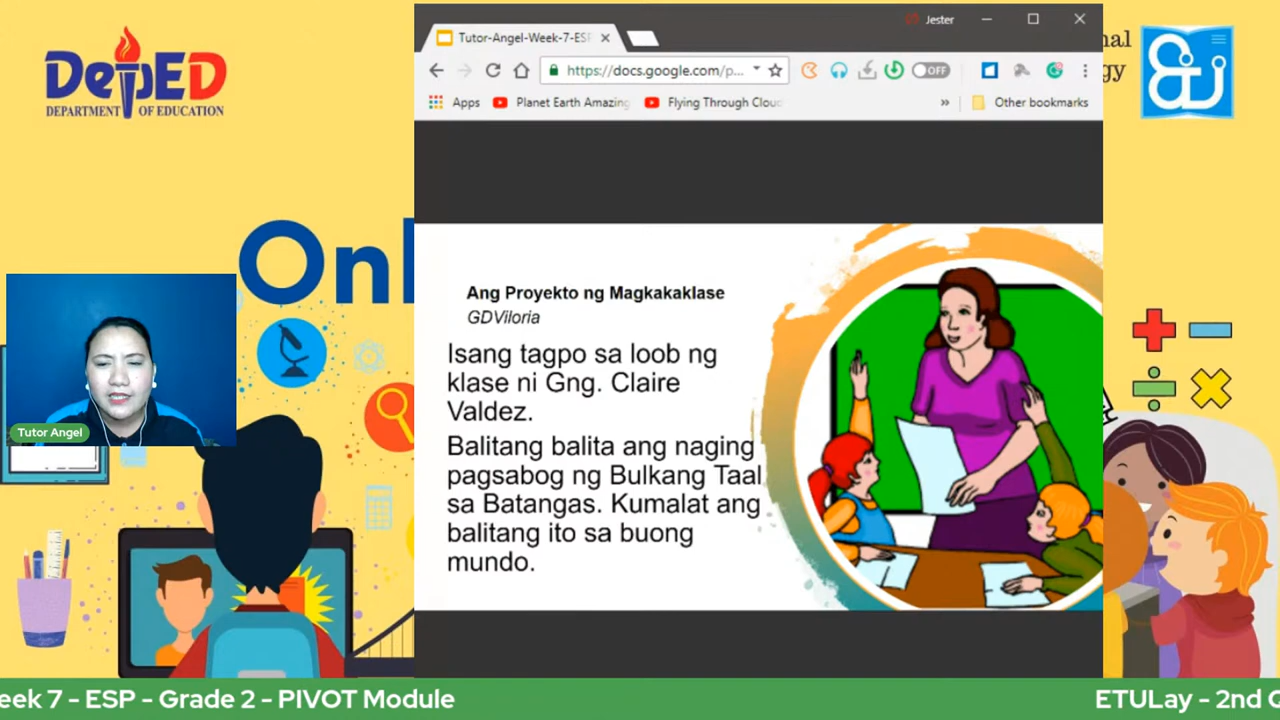 DepED
DEPARTMENT OF EDUCATION
Jester
Tutor-Angel-Week-7-ESP
https://docs.google.com/p...
OFF
Apps
Planet Earth Amazing
Flying Through Clou
»
Other bookmarks
Onl
Ang Proyekto ng Magkakaklase
GDViloria
Isang tagpo sa loob ng
klase ni Gng. Claire
Valdez.
Balitang balita ang naging
pagsabog ng Bulkang Taal
sa Batangas. Kumalat ang
balitang ito sa buong
mundo.
Tutor Angel
eek 7 - ESP - Grade 2 - PIVOT Module
ETULay - 2nd